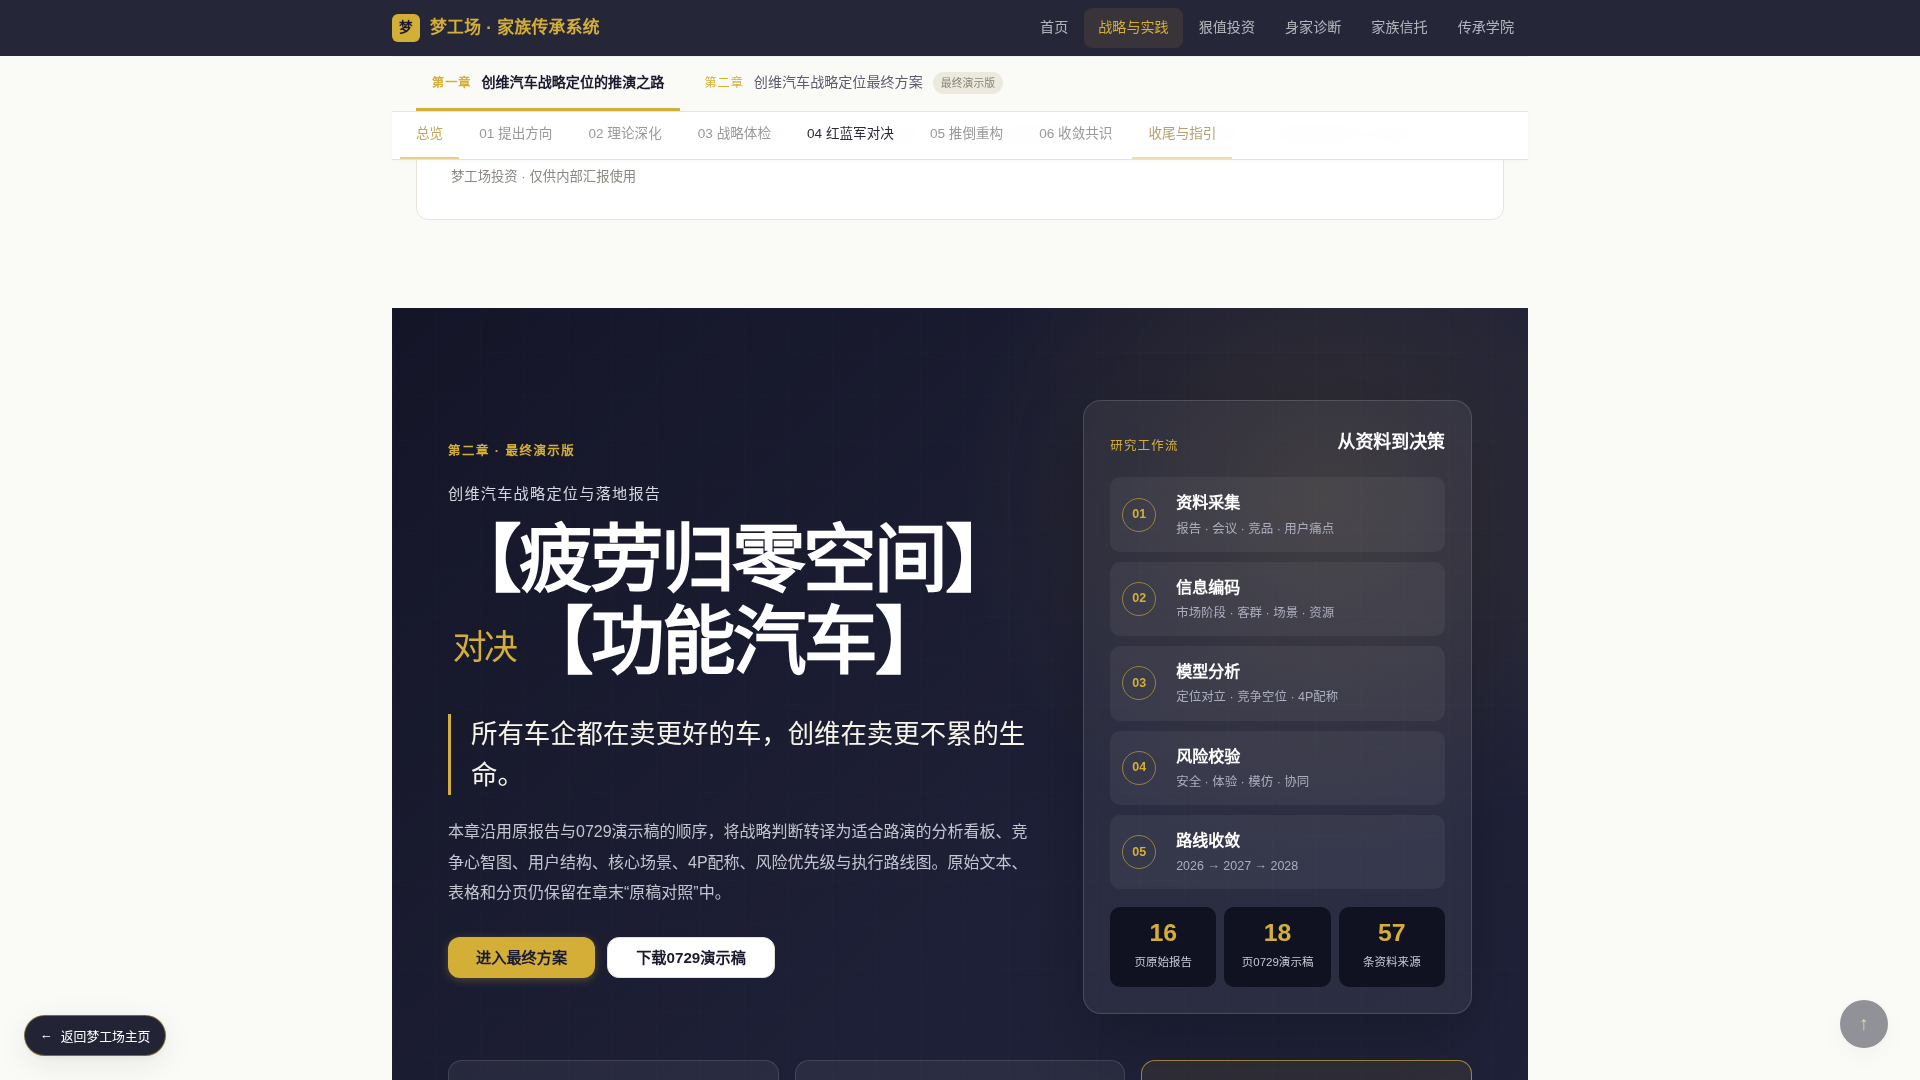 梦 梦工场 · 家族传承系统
首页 战略与实践 狠值投资 身家诊断 家族信托 传承学院
第一章 创维汽车战略定位的推演之路 第二章 创维汽车战略定位最终方案 最终演示版
总览 01 提出方向 02 理论深化 03 战略体检 04 红蓝军对决 05 推倒重构 06 收敛共识 收尾与指引
梦工场投资 · 仅供内部汇报使用
第二章 · 最终演示版
创维汽车战略定位与落地报告
【疲劳归零空间】
对决 【功能汽车】
所有车企都在卖更好的车，创维在卖更不累的生
命。
本章沿用原报告与0729演示稿的顺序，将战略判断转译为适合路演的分析看板、竞
争心智图、用户结构、核心场景、4P配称、风险优先级与执行路线图。原始文本、
表格和分页仍保留在章末“原稿对照”中。
进入最终方案 下载0729演示稿
研究工作流 从资料到决策
01 资料采集
报告 · 会议 · 竞品 · 用户痛点
02 信息编码
市场阶段 · 客群 · 场景 · 资源
03 模型分析
定位对立 · 竞争空位 · 4P配称
04 风险校验
安全 · 体验 · 模仿 · 协同
05 路线收敛
2026 → 2027 → 2028
16 18 57
页原始报告 页0729演示稿 条资料来源
← 返回梦工场主页
↑